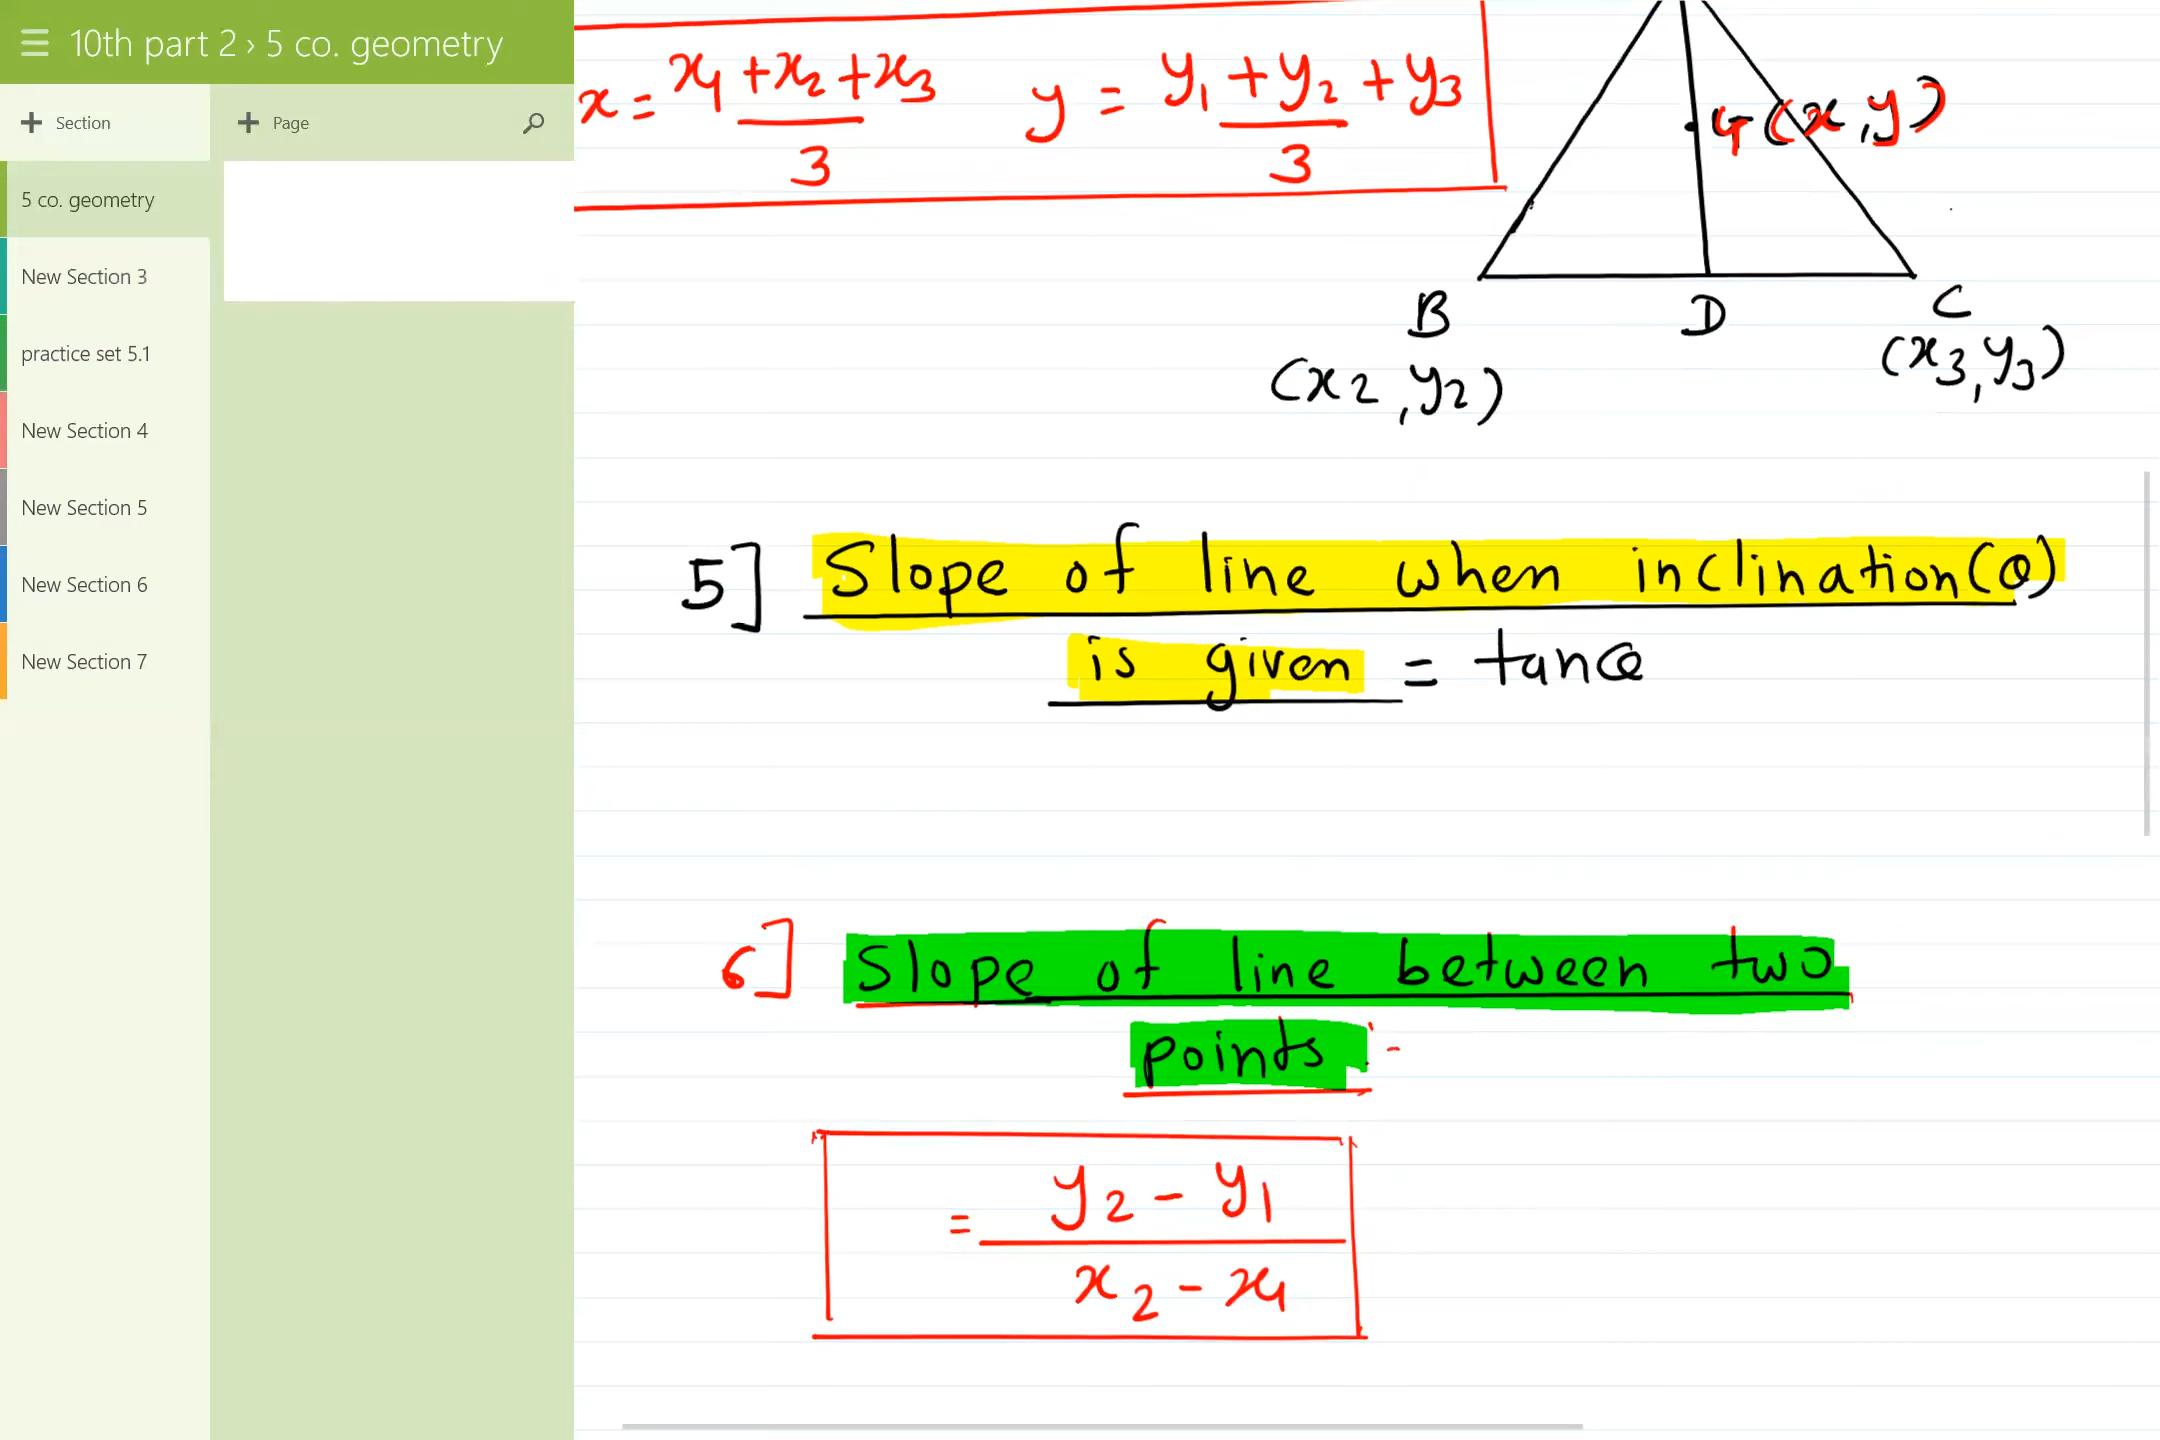 10th part 2 › 5 co. geometry
+ Section
+ Page
5 co. geometry
New Section 3
practice set 5.1
New Section 4
New Section 5
New Section 6
New Section 7
x = x1 + x2 + x3 / 3 y = y1 + y2 + y3 / 3
G (x, y)
B D C
(x2, y2) (x3, y3)
5] Slope of line when inclination (θ)
is given = tanθ
6] Slope of line between two
points :-
= y2 - y1 / x2 - x1